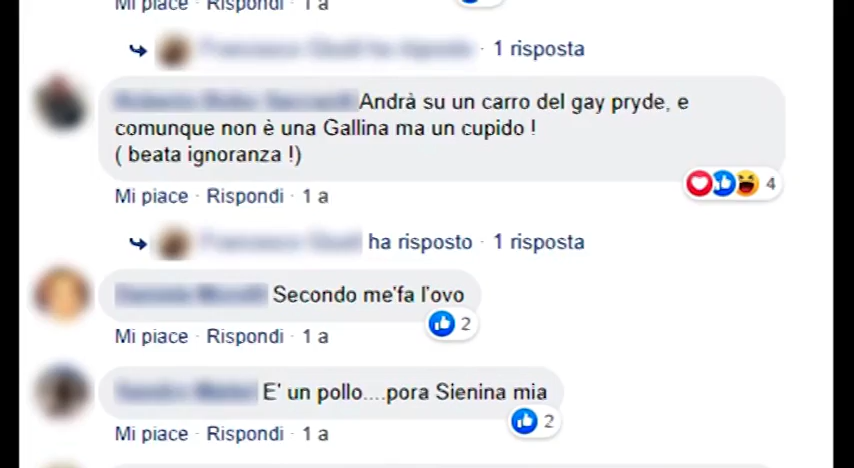 Mi piace · Rispondi · 1 a
· 1 risposta
Andrà su un carro del gay pryde, e
comunque non è una Gallina ma un cupido !
( beata ignoranza !)
4
Mi piace · Rispondi · 1 a
ha risposto · 1 risposta
Secondo me'fa l'ovo
2
Mi piace · Rispondi · 1 a
E' un pollo....pora Sienina mia
2
Mi piace · Rispondi · 1 a